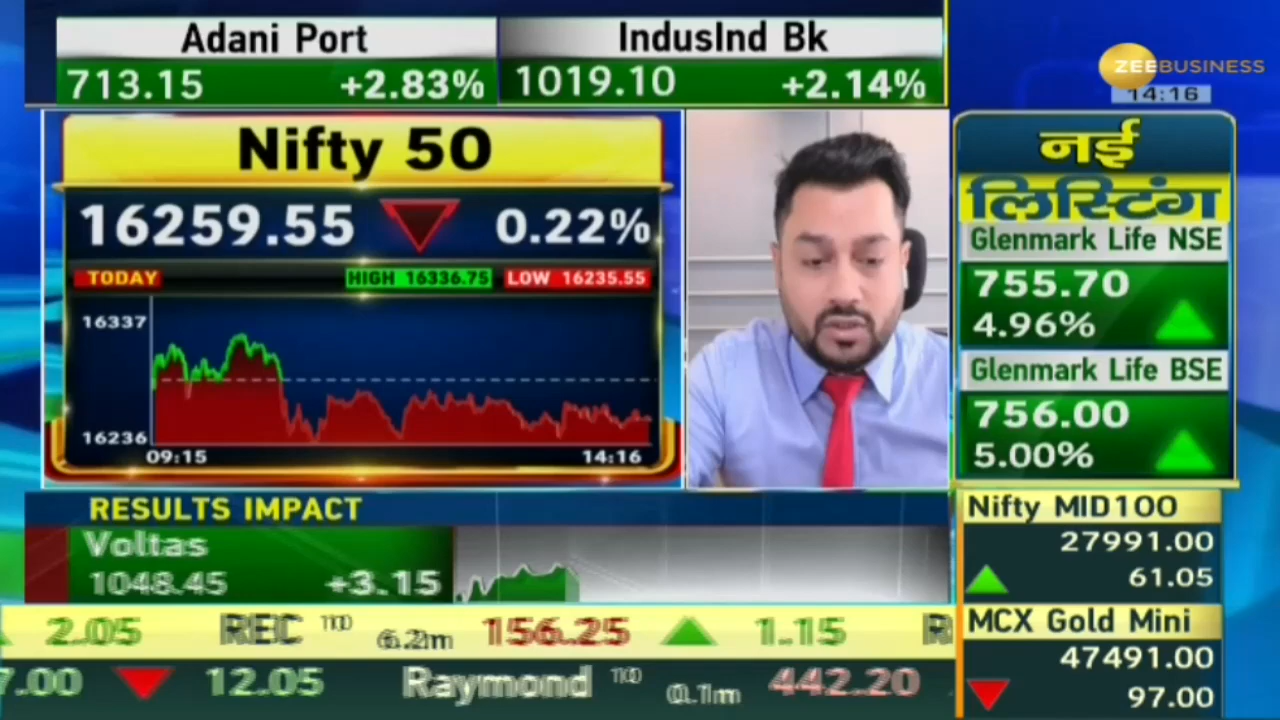 Adani Port
713.15 +2.83%
IndusInd Bk
1019.10 +2.14%
ZEEBUSINESS
14:16
Nifty 50
16259.55 0.22%
TODAY HIGH 16336.75 LOW 16235.55
16337
16236
09:15 14:16
नई
लिस्टिंग
Glenmark Life NSE
755.70
4.96%
Glenmark Life BSE
756.00
5.00%
RESULTS IMPACT
Voltas
1048.45 +3.15
Nifty MID100
27991.00
61.05
MCX Gold Mini
47491.00
97.00
2.05 REC 6.2m 156.25 1.15 R
7.00 12.05 Raymond 0.1m 442.20